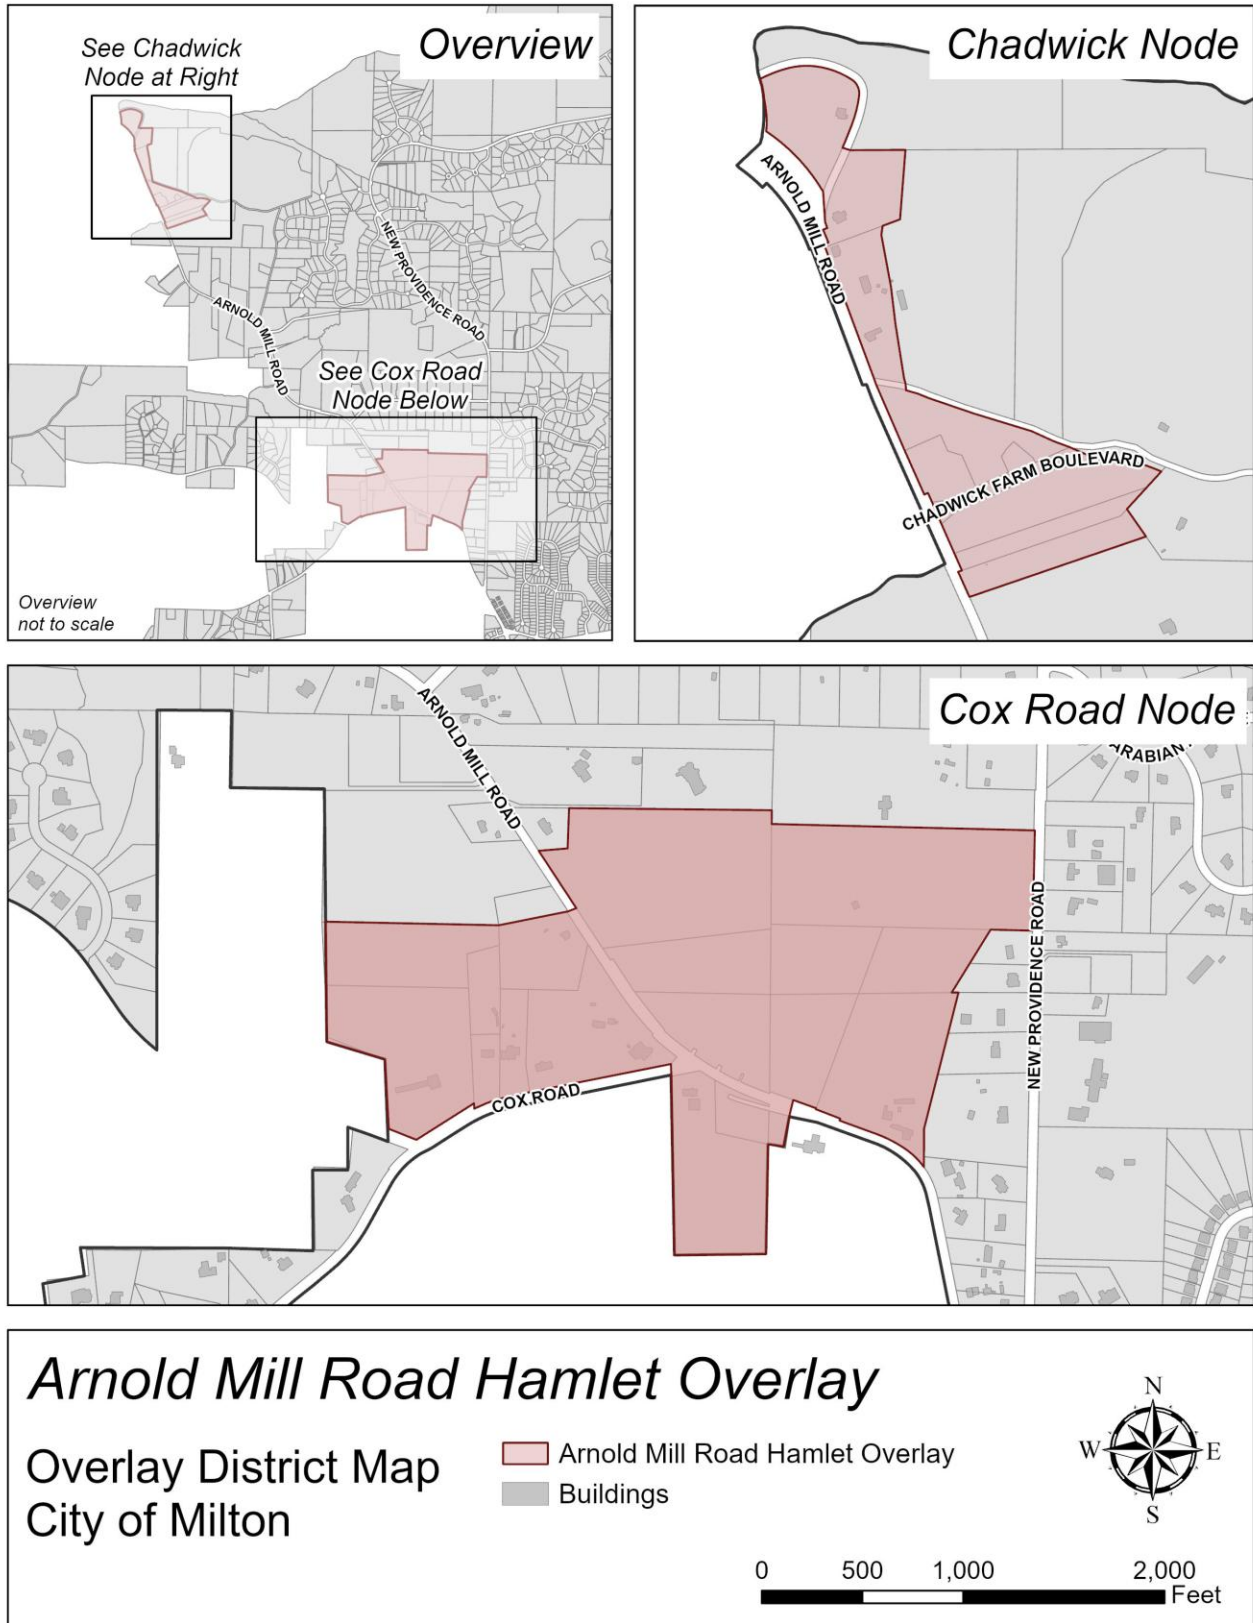 Overview
See Chadwick
Node at Right
NEW PROVIDENCE ROAD
ARNOLD MILL ROAD
See Cox Road
Node Below
Overview
not to scale
Chadwick Node
ARNOLD MILL ROAD
CHADWICK FARM BOULEVARD
Cox Road Node
ARNOLD MILL ROAD
ARABIAN
NEW PROVIDENCE ROAD
COX ROAD
Arnold Mill Road Hamlet Overlay
Overlay District Map
City of Milton
Arnold Mill Road Hamlet Overlay
Buildings
N
W E
S
0 500 1,000 2,000
Feet